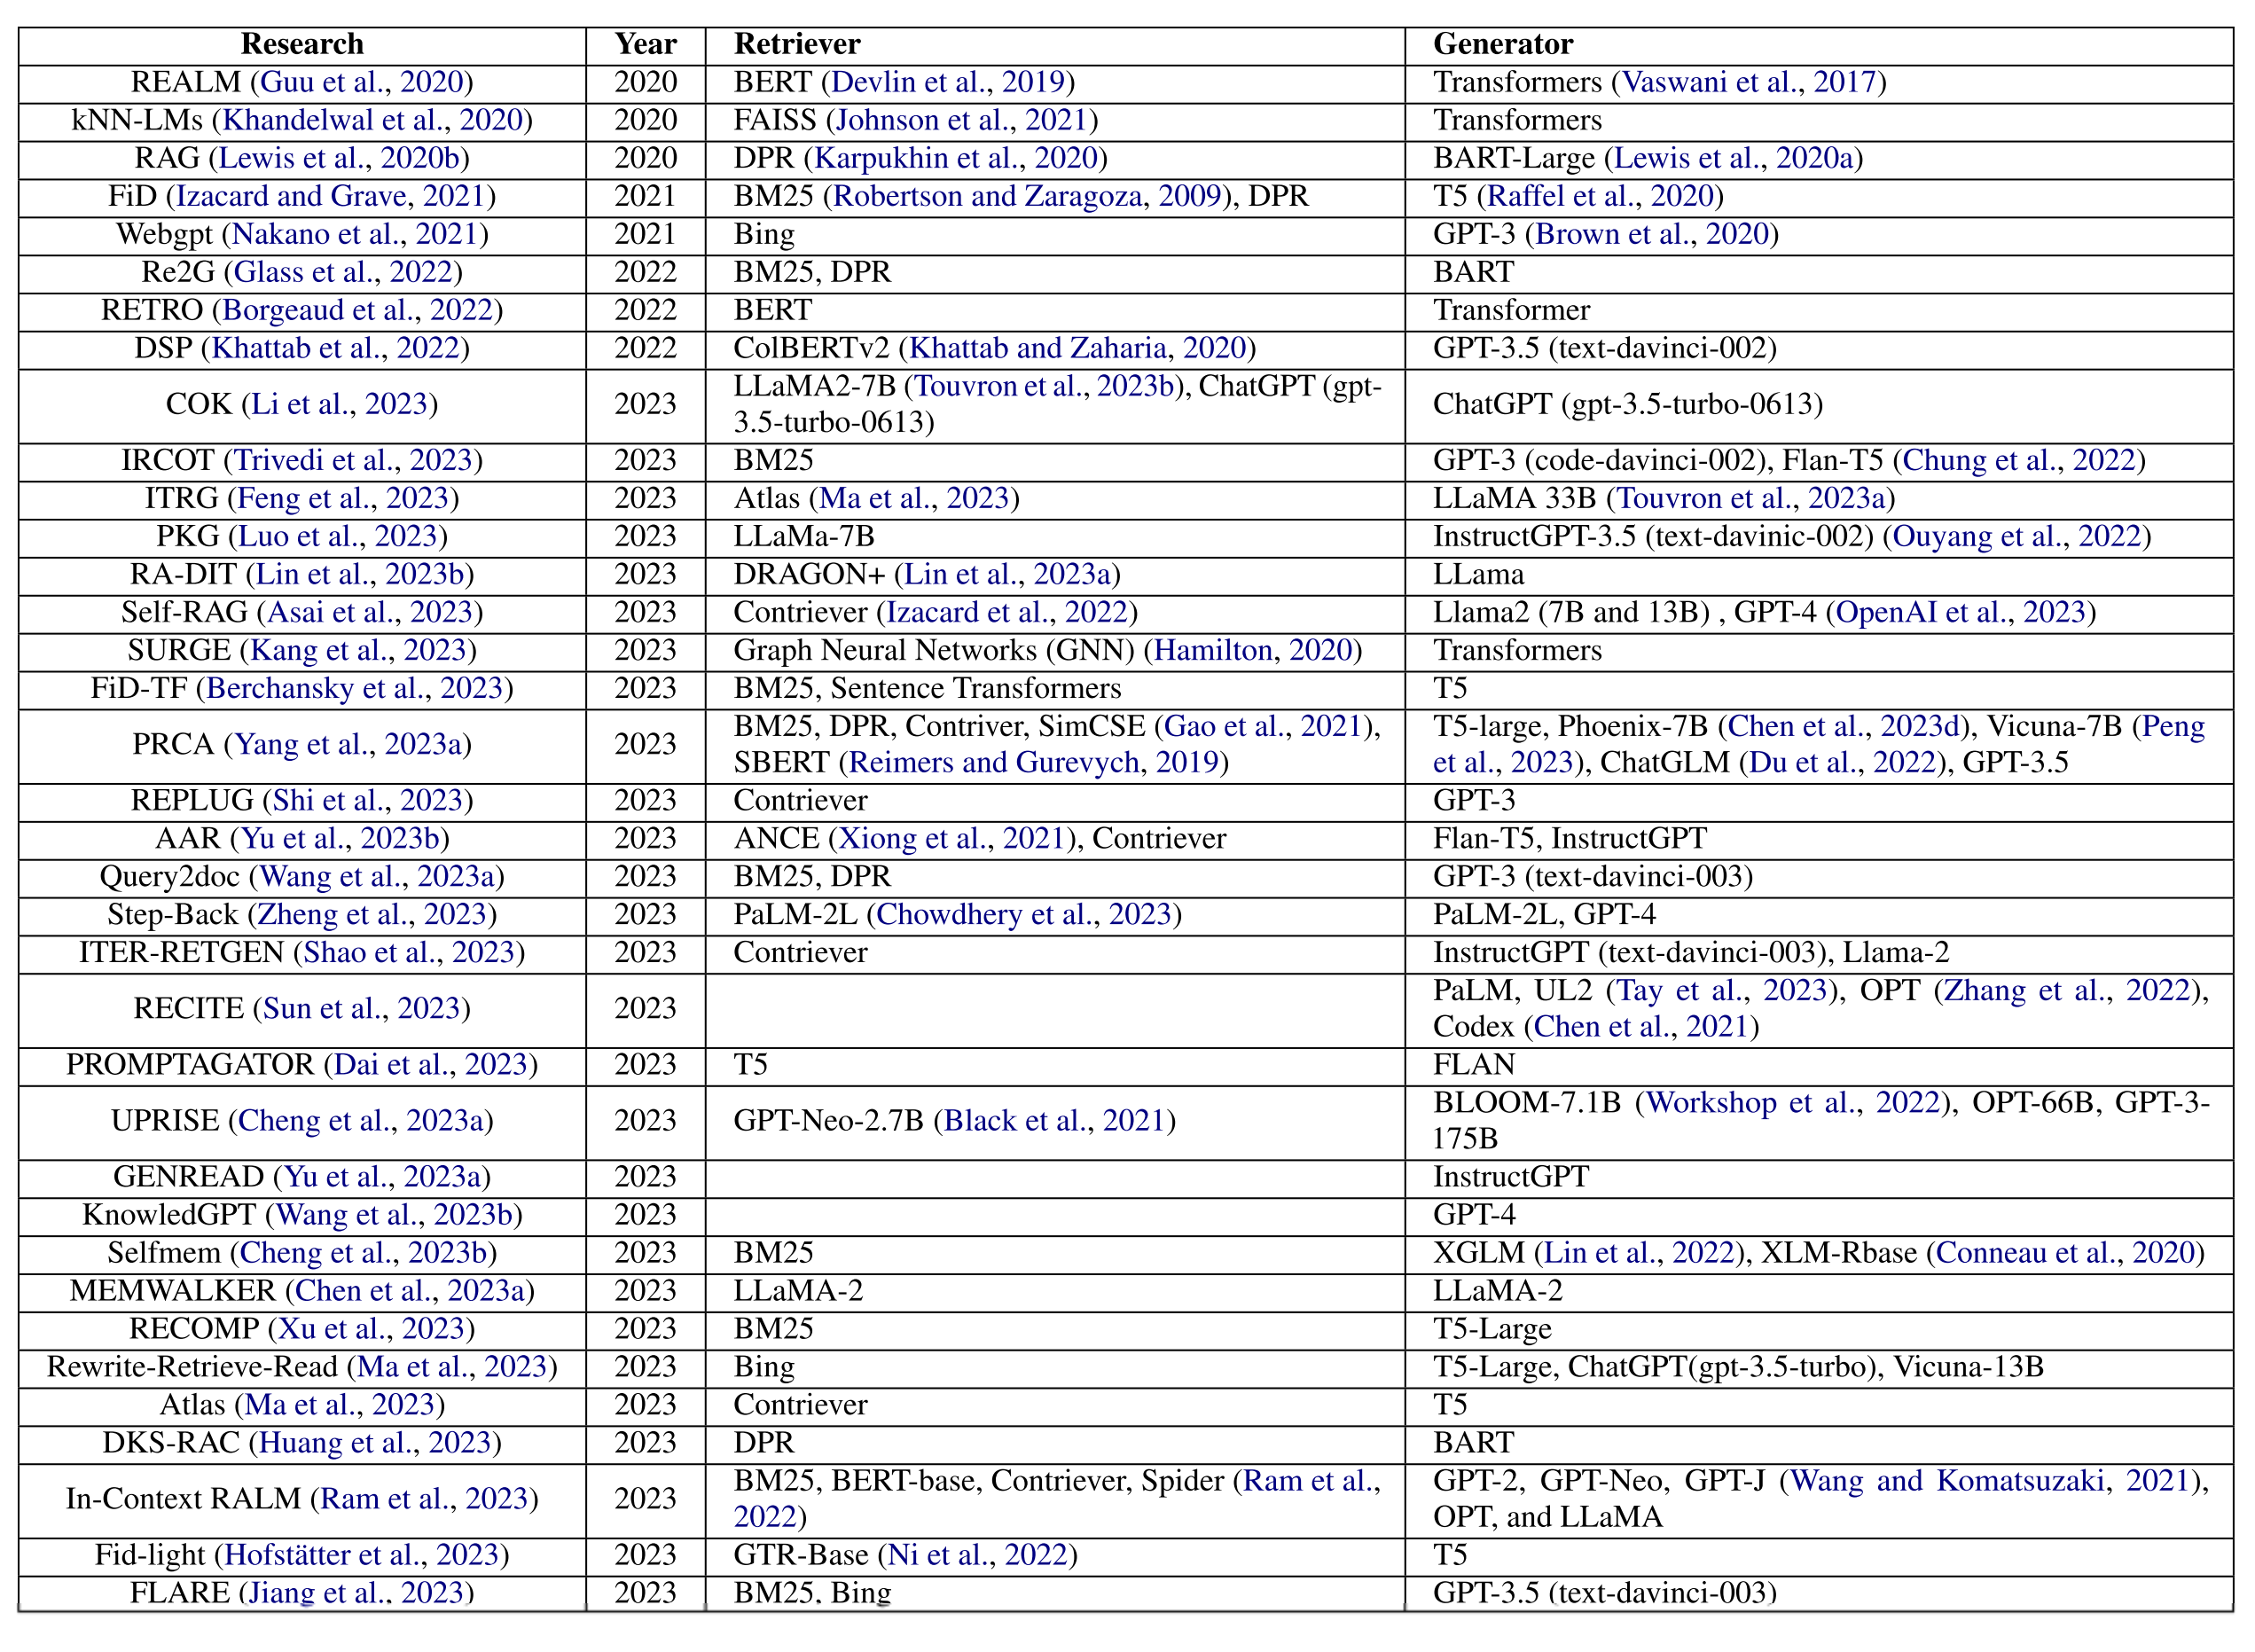 Research Year Retriever Generator
REALM (Guu et al., 2020) 2020 BERT (Devlin et al., 2019) Transformers (Vaswani et al., 2017)
kNN-LMs (Khandelwal et al., 2020) 2020 FAISS (Johnson et al., 2021) Transformers
RAG (Lewis et al., 2020b) 2020 DPR (Karpukhin et al., 2020) BART-Large (Lewis et al., 2020a)
FiD (Izacard and Grave, 2021) 2021 BM25 (Robertson and Zaragoza, 2009), DPR T5 (Raffel et al., 2020)
Webgpt (Nakano et al., 2021) 2021 Bing GPT-3 (Brown et al., 2020)
Re2G (Glass et al., 2022) 2022 BM25, DPR BART
RETRO (Borgeaud et al., 2022) 2022 BERT Transformer
DSP (Khattab et al., 2022) 2022 ColBERTv2 (Khattab and Zaharia, 2020) GPT-3.5 (text-davinci-002)
COK (Li et al., 2023) 2023 LLaMA2-7B (Touvron et al., 2023b), ChatGPT (gpt-
3.5-turbo-0613) ChatGPT (gpt-3.5-turbo-0613)
IRCOT (Trivedi et al., 2023) 2023 BM25 GPT-3 (code-davinci-002), Flan-T5 (Chung et al., 2022)
ITRG (Feng et al., 2023) 2023 Atlas (Ma et al., 2023) LLaMA 33B (Touvron et al., 2023a)
PKG (Luo et al., 2023) 2023 LLaMa-7B InstructGPT-3.5 (text-davinic-002) (Ouyang et al., 2022)
RA-DIT (Lin et al., 2023b) 2023 DRAGON+ (Lin et al., 2023a) LLama
Self-RAG (Asai et al., 2023) 2023 Contriever (Izacard et al., 2022) Llama2 (7B and 13B) , GPT-4 (OpenAI et al., 2023)
SURGE (Kang et al., 2023) 2023 Graph Neural Networks (GNN) (Hamilton, 2020) Transformers
FiD-TF (Berchansky et al., 2023) 2023 BM25, Sentence Transformers T5
PRCA (Yang et al., 2023a) 2023 BM25, DPR, Contriver, SimCSE (Gao et al., 2021),
SBERT (Reimers and Gurevych, 2019) T5-large, Phoenix-7B (Chen et al., 2023d), Vicuna-7B (Peng
et al., 2023), ChatGLM (Du et al., 2022), GPT-3.5
REPLUG (Shi et al., 2023) 2023 Contriever GPT-3
AAR (Yu et al., 2023b) 2023 ANCE (Xiong et al., 2021), Contriever Flan-T5, InstructGPT
Query2doc (Wang et al., 2023a) 2023 BM25, DPR GPT-3 (text-davinci-003)
Step-Back (Zheng et al., 2023) 2023 PaLM-2L (Chowdhery et al., 2023) PaLM-2L, GPT-4
ITER-RETGEN (Shao et al., 2023) 2023 Contriever InstructGPT (text-davinci-003), Llama-2
RECITE (Sun et al., 2023) 2023 PaLM, UL2 (Tay et al., 2023), OPT (Zhang et al., 2022),
Codex (Chen et al., 2021)
PROMPTAGATOR (Dai et al., 2023) 2023 T5 FLAN
UPRISE (Cheng et al., 2023a) 2023 GPT-Neo-2.7B (Black et al., 2021) BLOOM-7.1B (Workshop et al., 2022), OPT-66B, GPT-3-
175B
GENREAD (Yu et al., 2023a) 2023 InstructGPT
KnowledGPT (Wang et al., 2023b) 2023 GPT-4
Selfmem (Cheng et al., 2023b) 2023 BM25 XGLM (Lin et al., 2022), XLM-Rbase (Conneau et al., 2020)
MEMWALKER (Chen et al., 2023a) 2023 LLaMA-2 LLaMA-2
RECOMP (Xu et al., 2023) 2023 BM25 T5-Large
Rewrite-Retrieve-Read (Ma et al., 2023) 2023 Bing T5-Large, ChatGPT(gpt-3.5-turbo), Vicuna-13B
Atlas (Ma et al., 2023) 2023 Contriever T5
DKS-RAC (Huang et al., 2023) 2023 DPR BART
In-Context RALM (Ram et al., 2023) 2023 BM25, BERT-base, Contriever, Spider (Ram et al.,
2022) GPT-2, GPT-Neo, GPT-J (Wang and Komatsuzaki, 2021),
OPT, and LLaMA
Fid-light (Hofstätter et al., 2023) 2023 GTR-Base (Ni et al., 2022) T5
FLARE (Jiang et al., 2023) 2023 BM25, Bing GPT-3.5 (text-davinci-003)